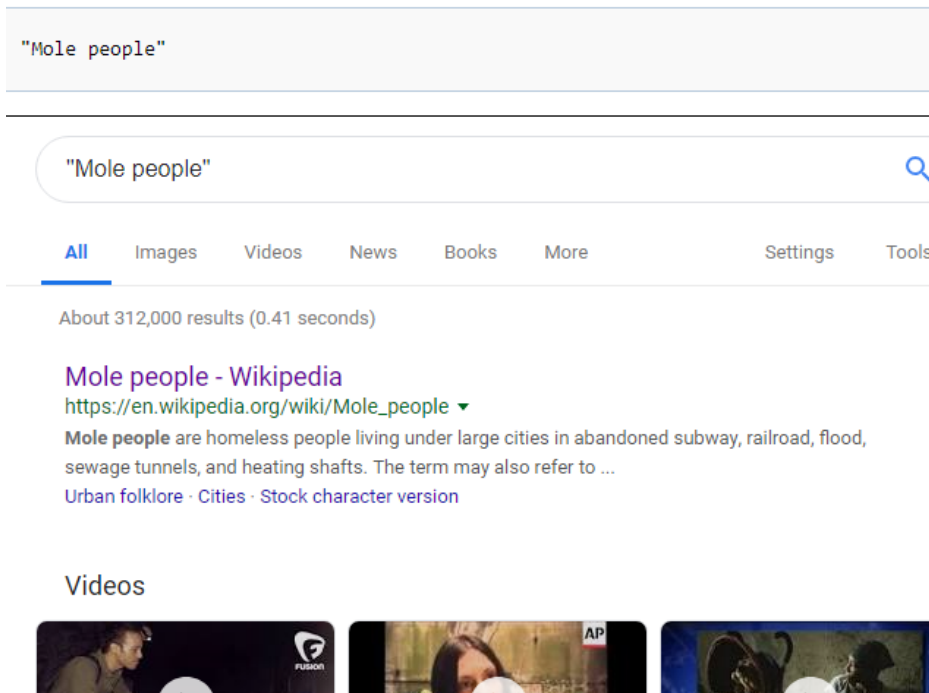 "Mole people"
"Mole people"
All Images Videos News Books More Settings Tools
About 312,000 results (0.41 seconds)
Mole people - Wikipedia
https://en.wikipedia.org/wiki/Mole_people
Mole people are homeless people living under large cities in abandoned subway, railroad, flood,
sewage tunnels, and heating shafts. The term may also refer to ...
Urban folklore · Cities · Stock character version
Videos
FUSION
AP